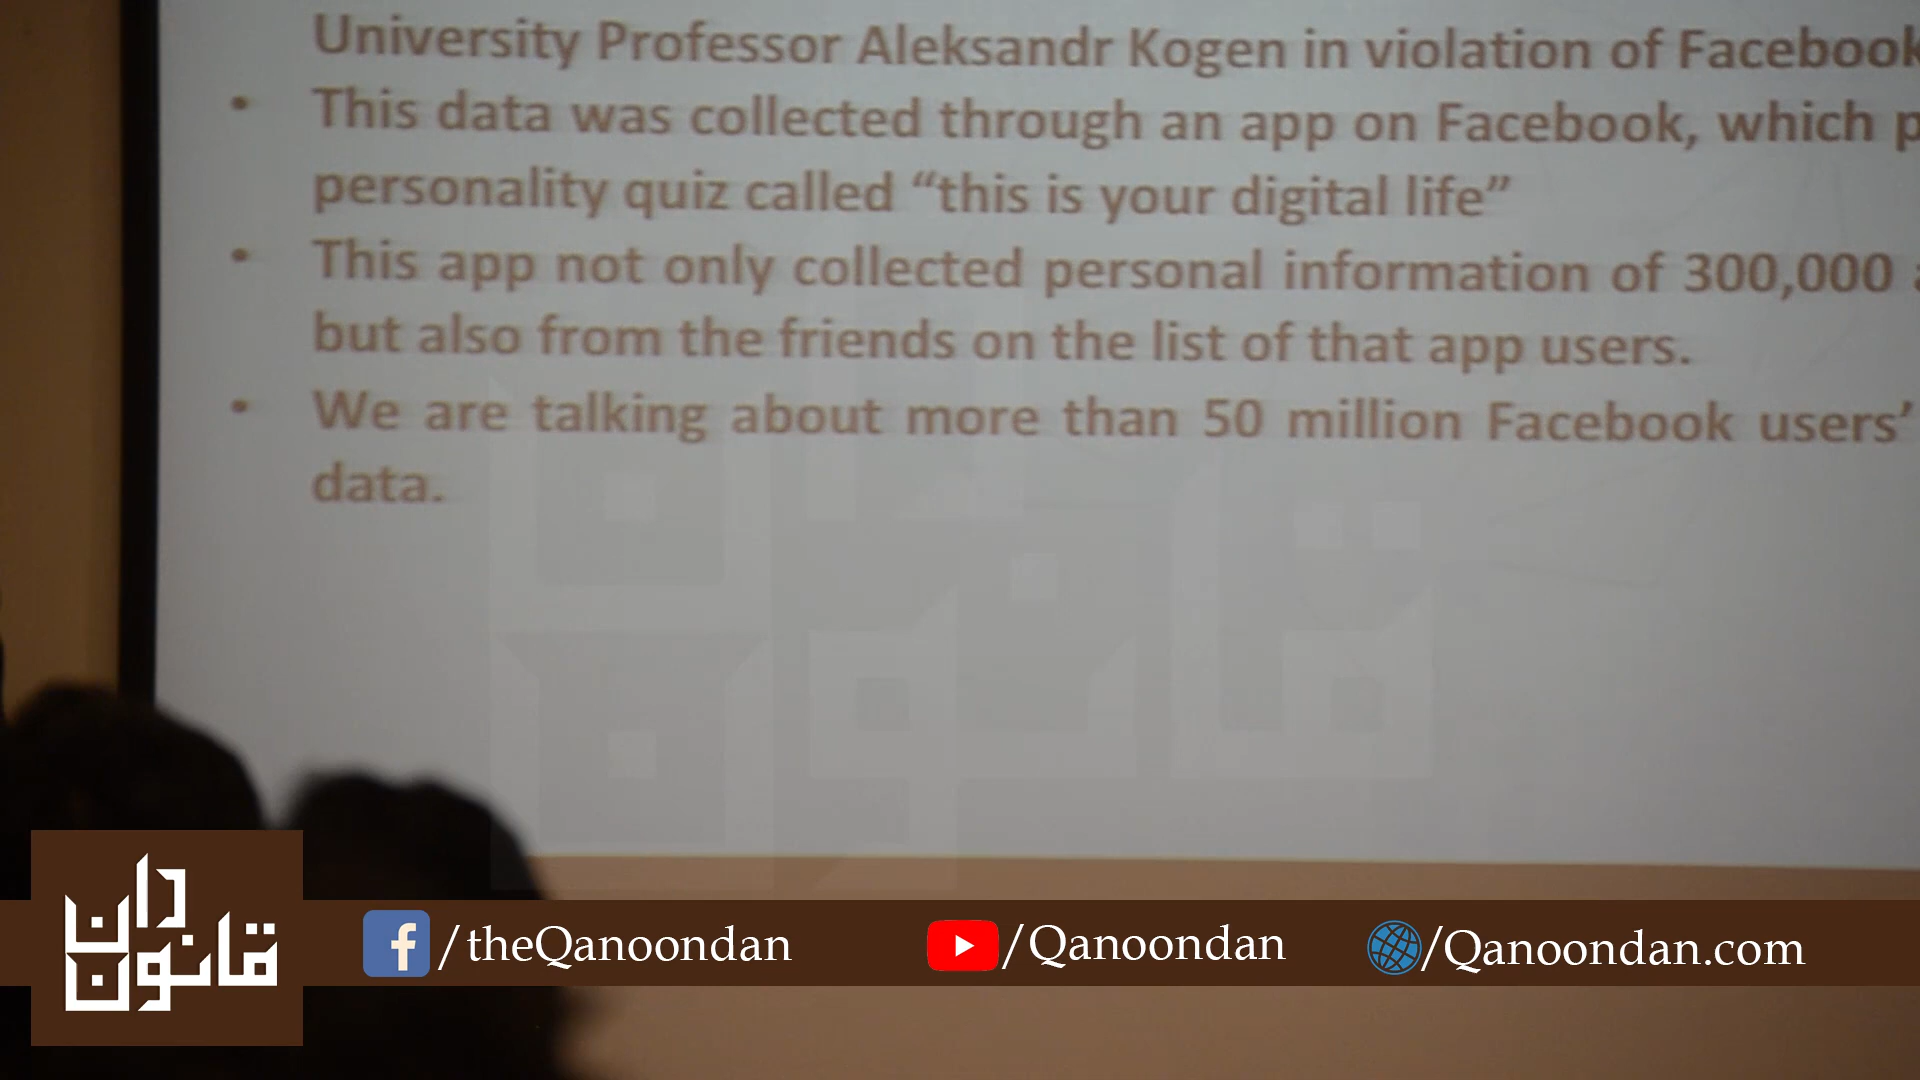 University Professor Aleksandr Kogen in violation of Facebook
• This data was collected through an app on Facebook, which
personality quiz called “this is your digital life”
• This app not only collected personal information of 300,000
but also from the friends on the list of that app users.
• We are talking about more than 50 million Facebook users’
data.
قانون دان
/theQanoondan
/Qanoondan
/Qanoondan.com